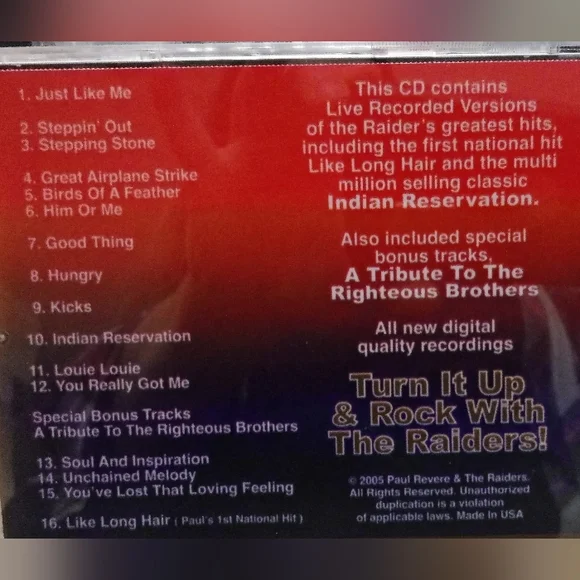 1. Just Like Me
2. Steppin' Out
3. Stepping Stone
4. Great Airplane Strike
5. Birds Of A Feather
6. Him Or Me
7. Good Thing
8. Hungry
9. Kicks
10. Indian Reservation
11. Louie Louie
12. You Really Got Me
Special Bonus Tracks
A Tribute To The Righteous Brothers
13. Soul And Inspiration
14. Unchained Melody
15. You've Lost That Loving Feeling
16. Like Long Hair ( Paul's 1st National Hit )
This CD contains
Live Recorded Versions
of the Raider's greatest hits,
including the first national hit
Like Long Hair and the multi
million selling classic
Indian Reservation.
Also included special
bonus tracks,
A Tribute To The
Righteous Brothers
All new digital
quality recordings
Turn It Up
& Rock With
The Raiders!
© 2005 Paul Revere & The Raiders.
All Rights Reserved. Unauthorized
duplication is a violation
of applicable laws. Made In USA